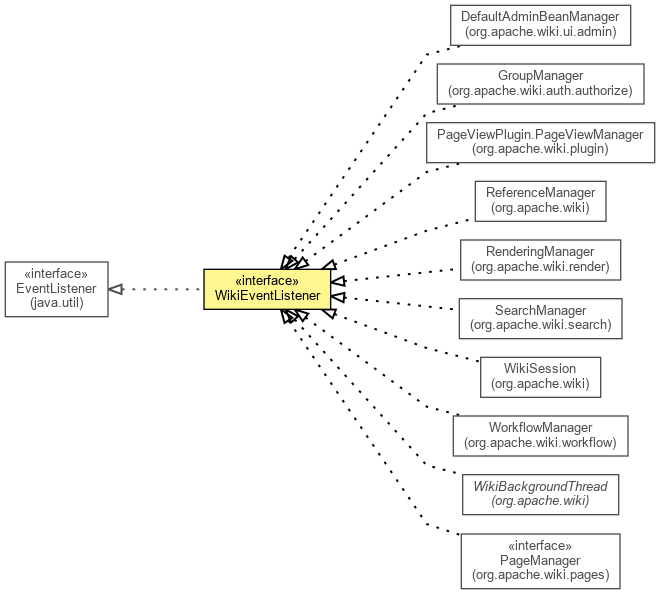 DefaultAdminBeanManager
(org.apache.wiki.ui.admin)
GroupManager
(org.apache.wiki.auth.authorize)
PageViewPlugin.PageViewManager
(org.apache.wiki.plugin)
ReferenceManager
(org.apache.wiki)
«interface»
EventListener
(java.util)
«interface»
WikiEventListener
RenderingManager
(org.apache.wiki.render)
SearchManager
(org.apache.wiki.search)
WikiSession
(org.apache.wiki)
WorkflowManager
(org.apache.wiki.workflow)
WikiBackgroundThread
(org.apache.wiki)
«interface»
PageManager
(org.apache.wiki.pages)